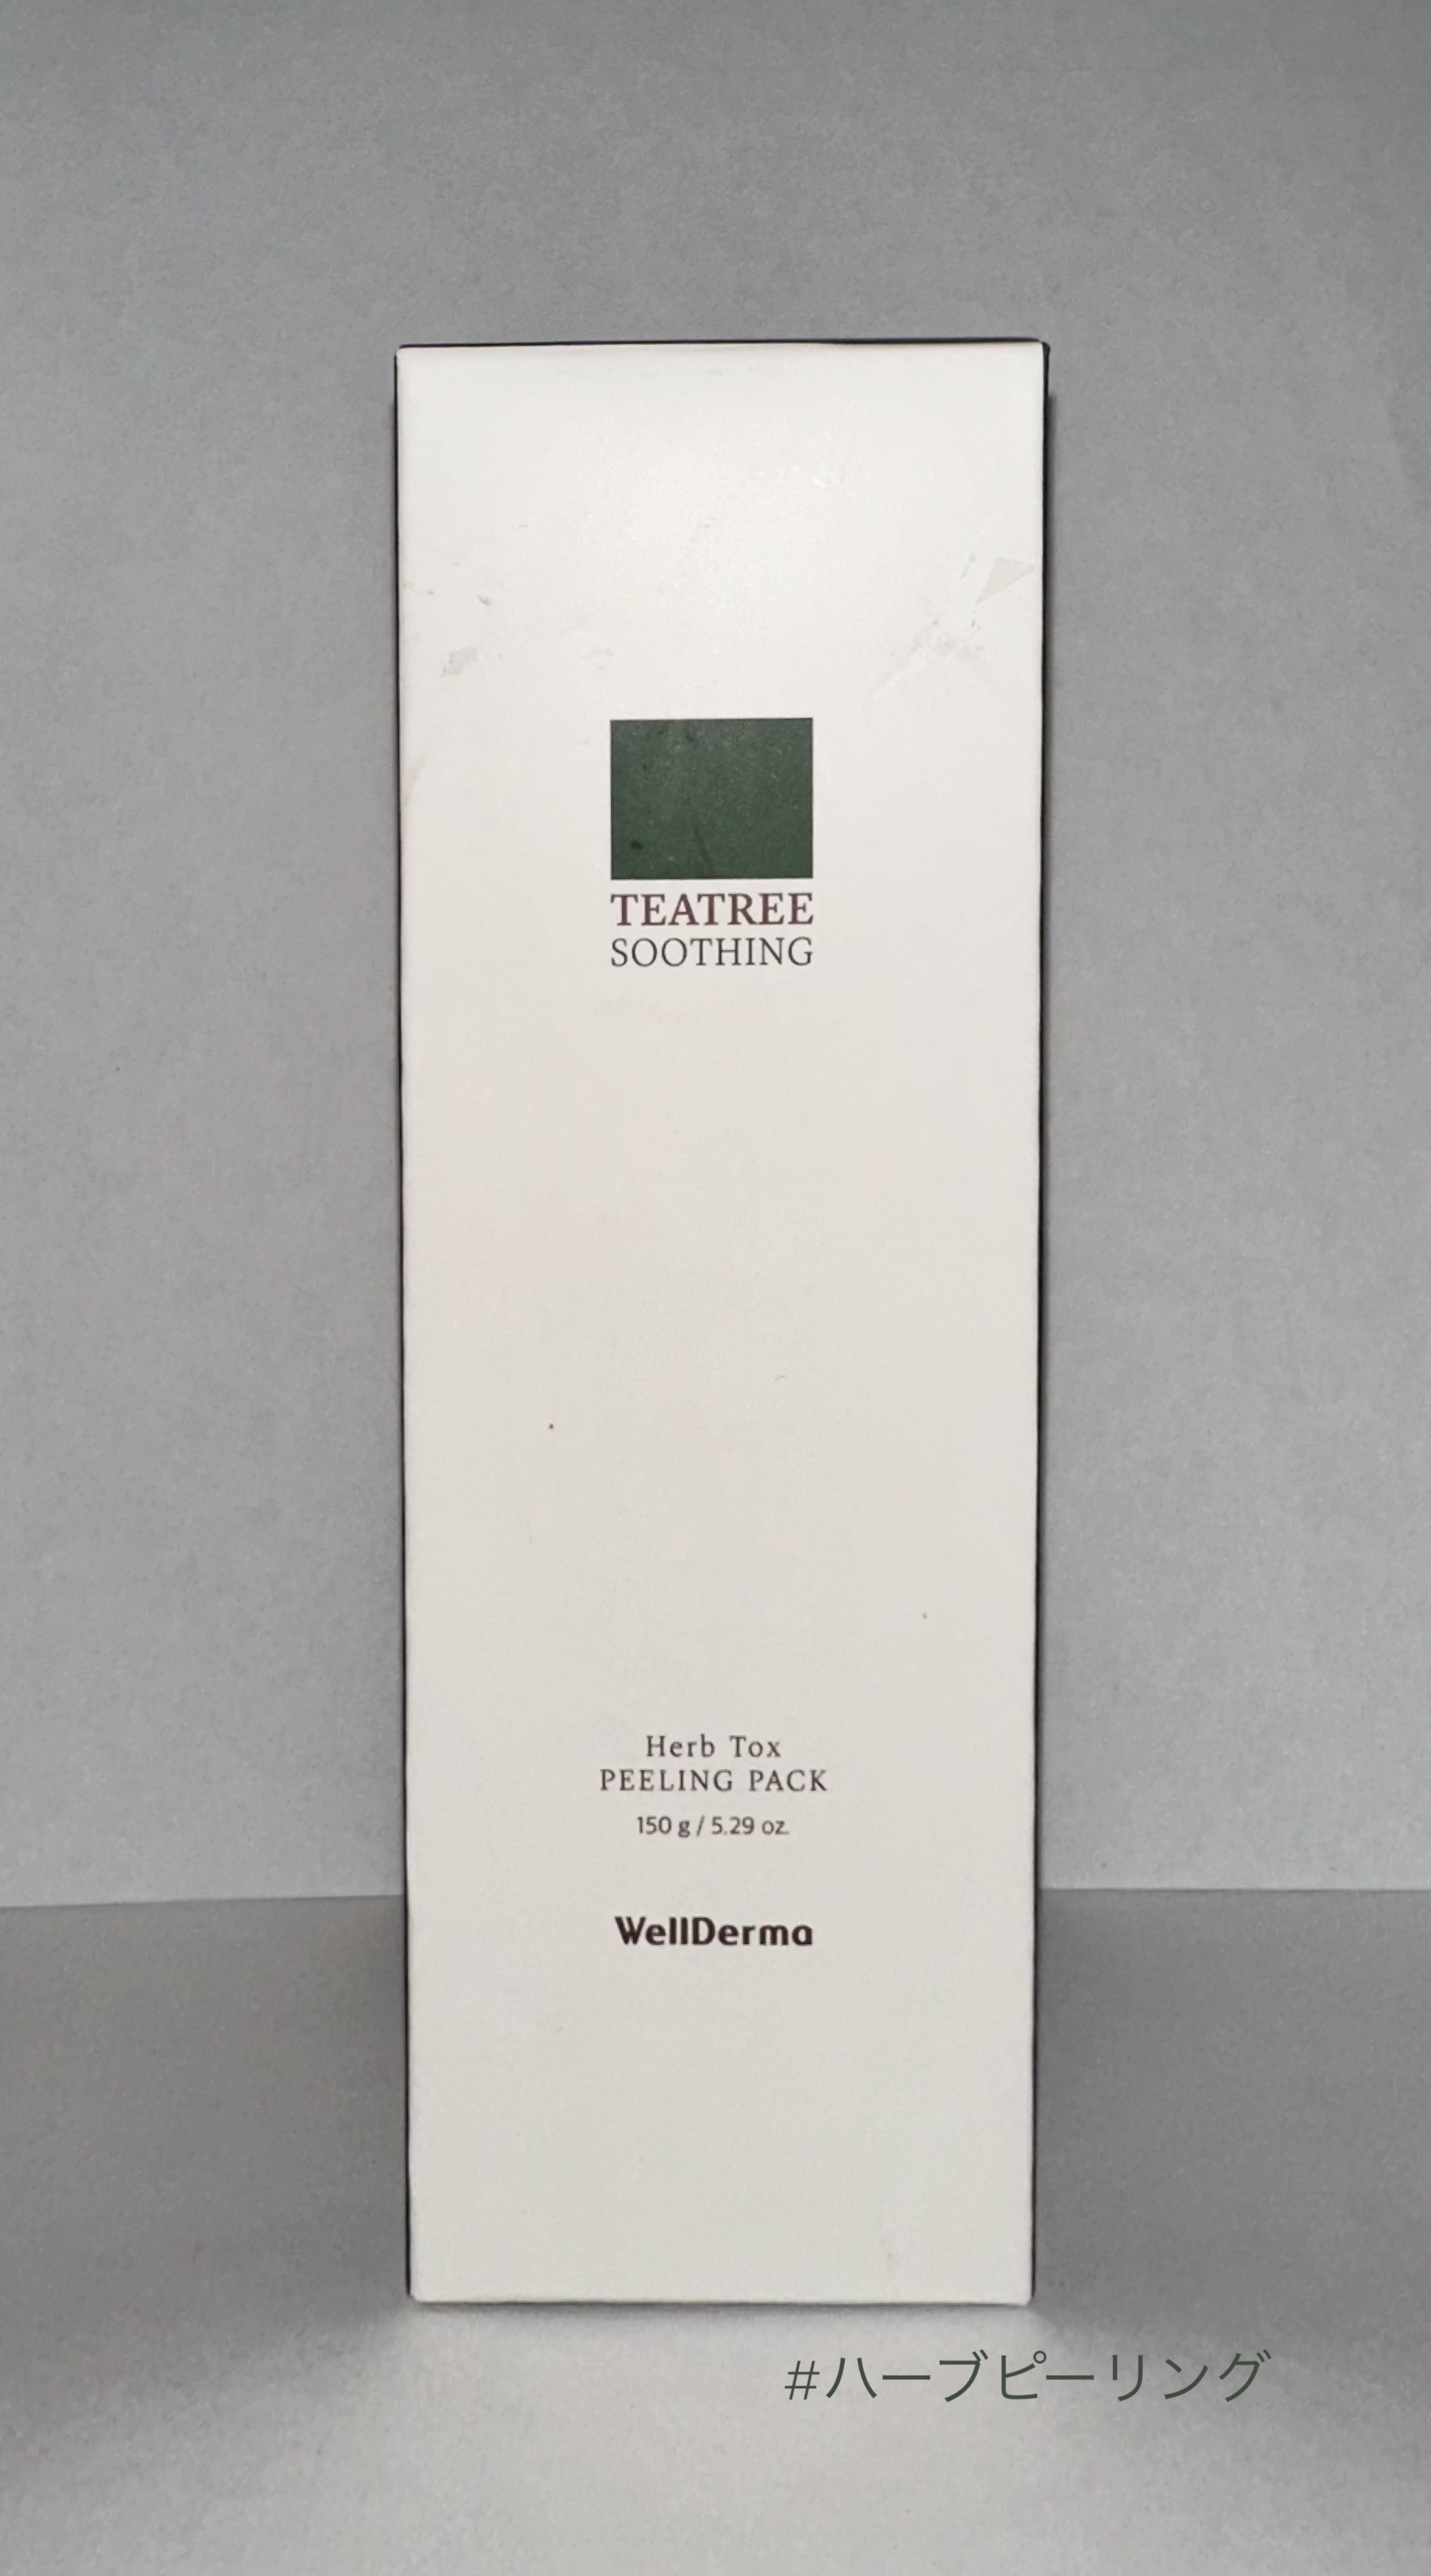 TEATREE
SOOTHING
Herb Tox
PEELING PACK
150 g / 5.29 oz.
WellDerma
#ハーブピーリング